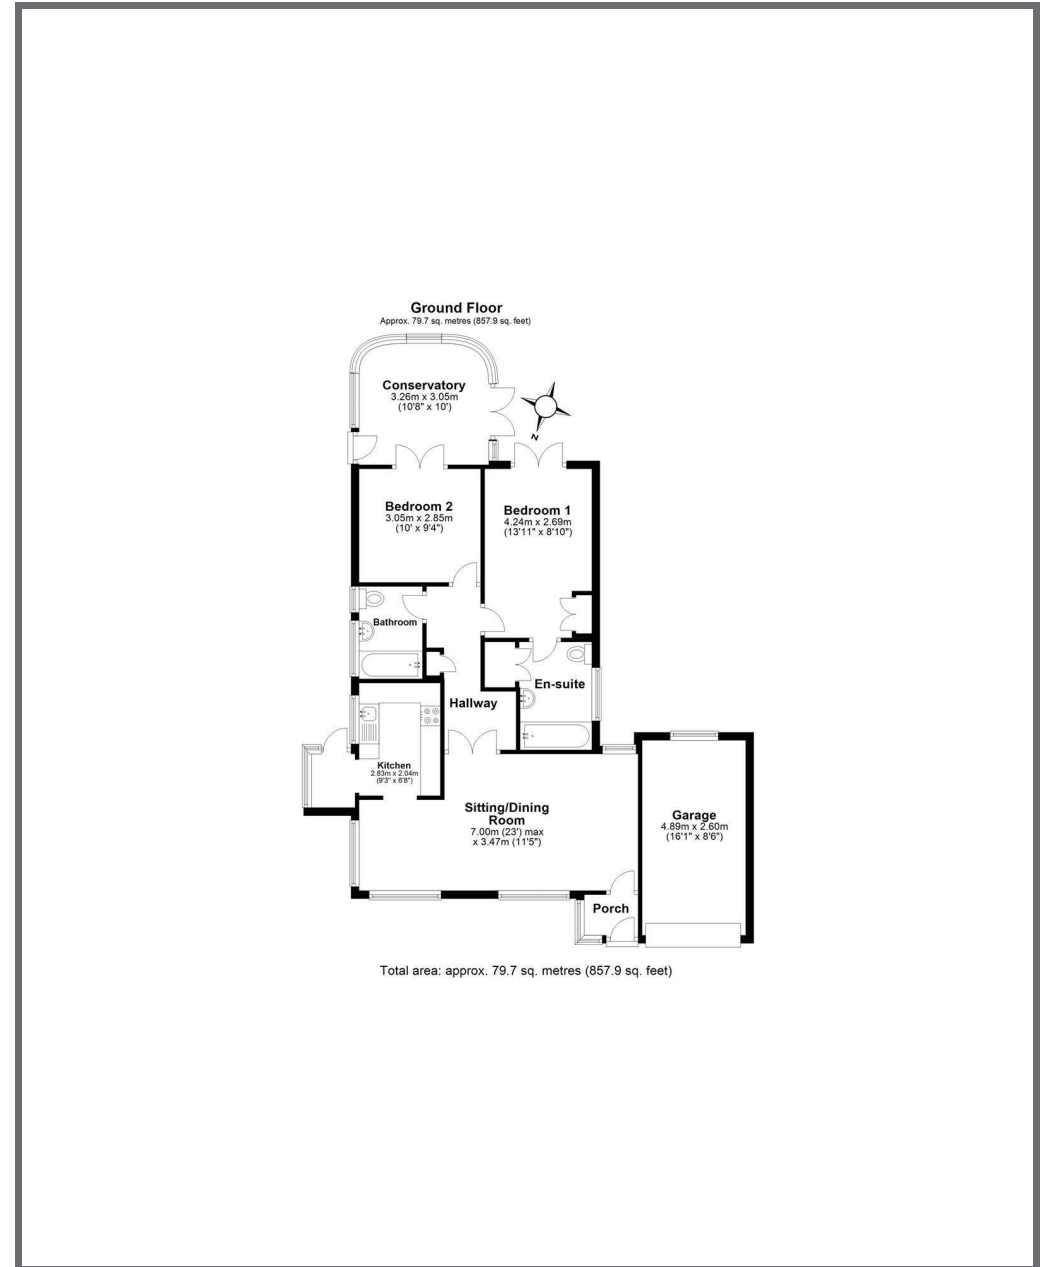 Ground Floor
Approx. 79.7 sq. metres (857.9 sq. feet)
Conservatory
3.26m x 3.05m
(10'8" x 10')
N
Bedroom 2
3.05m x 2.85m
(10' x 9'4")
Bedroom 1
4.24m x 2.69m
(13'11" x 8'10")
Bathroom
En-suite
Hallway
Kitchen
2.83m x 2.04m
(9'3" x 6'8")
Sitting/Dining
Room
7.00m (23') max
x 3.47m (11'5")
Garage
4.89m x 2.60m
(16'1" x 8'6")
Porch
Total area: approx. 79.7 sq. metres (857.9 sq. feet)